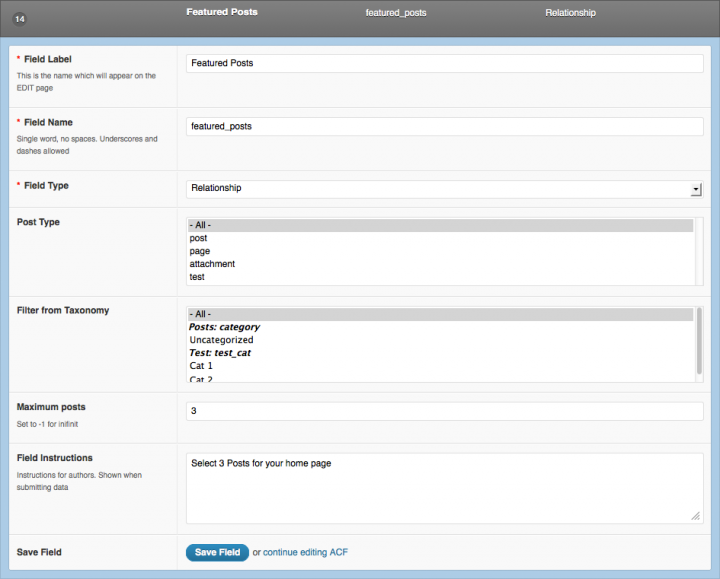 14 Featured Posts featured_posts Relationship
* Field Label
This is the name which will appear on the
EDIT page
Featured Posts
* Field Name
Single word, no spaces. Underscores and
dashes allowed
featured_posts
* Field Type
Relationship
Post Type
- All -
post
page
attachment
test
Filter from Taxonomy
- All -
Posts: category
Uncategorized
Test: test_cat
Cat 1
Cat 2
Maximum posts
Set to -1 for inifinit
3
Field Instructions
Instructions for authors. Shown when
submitting data
Select 3 Posts for your home page
Save Field
Save Field or continue editing ACF